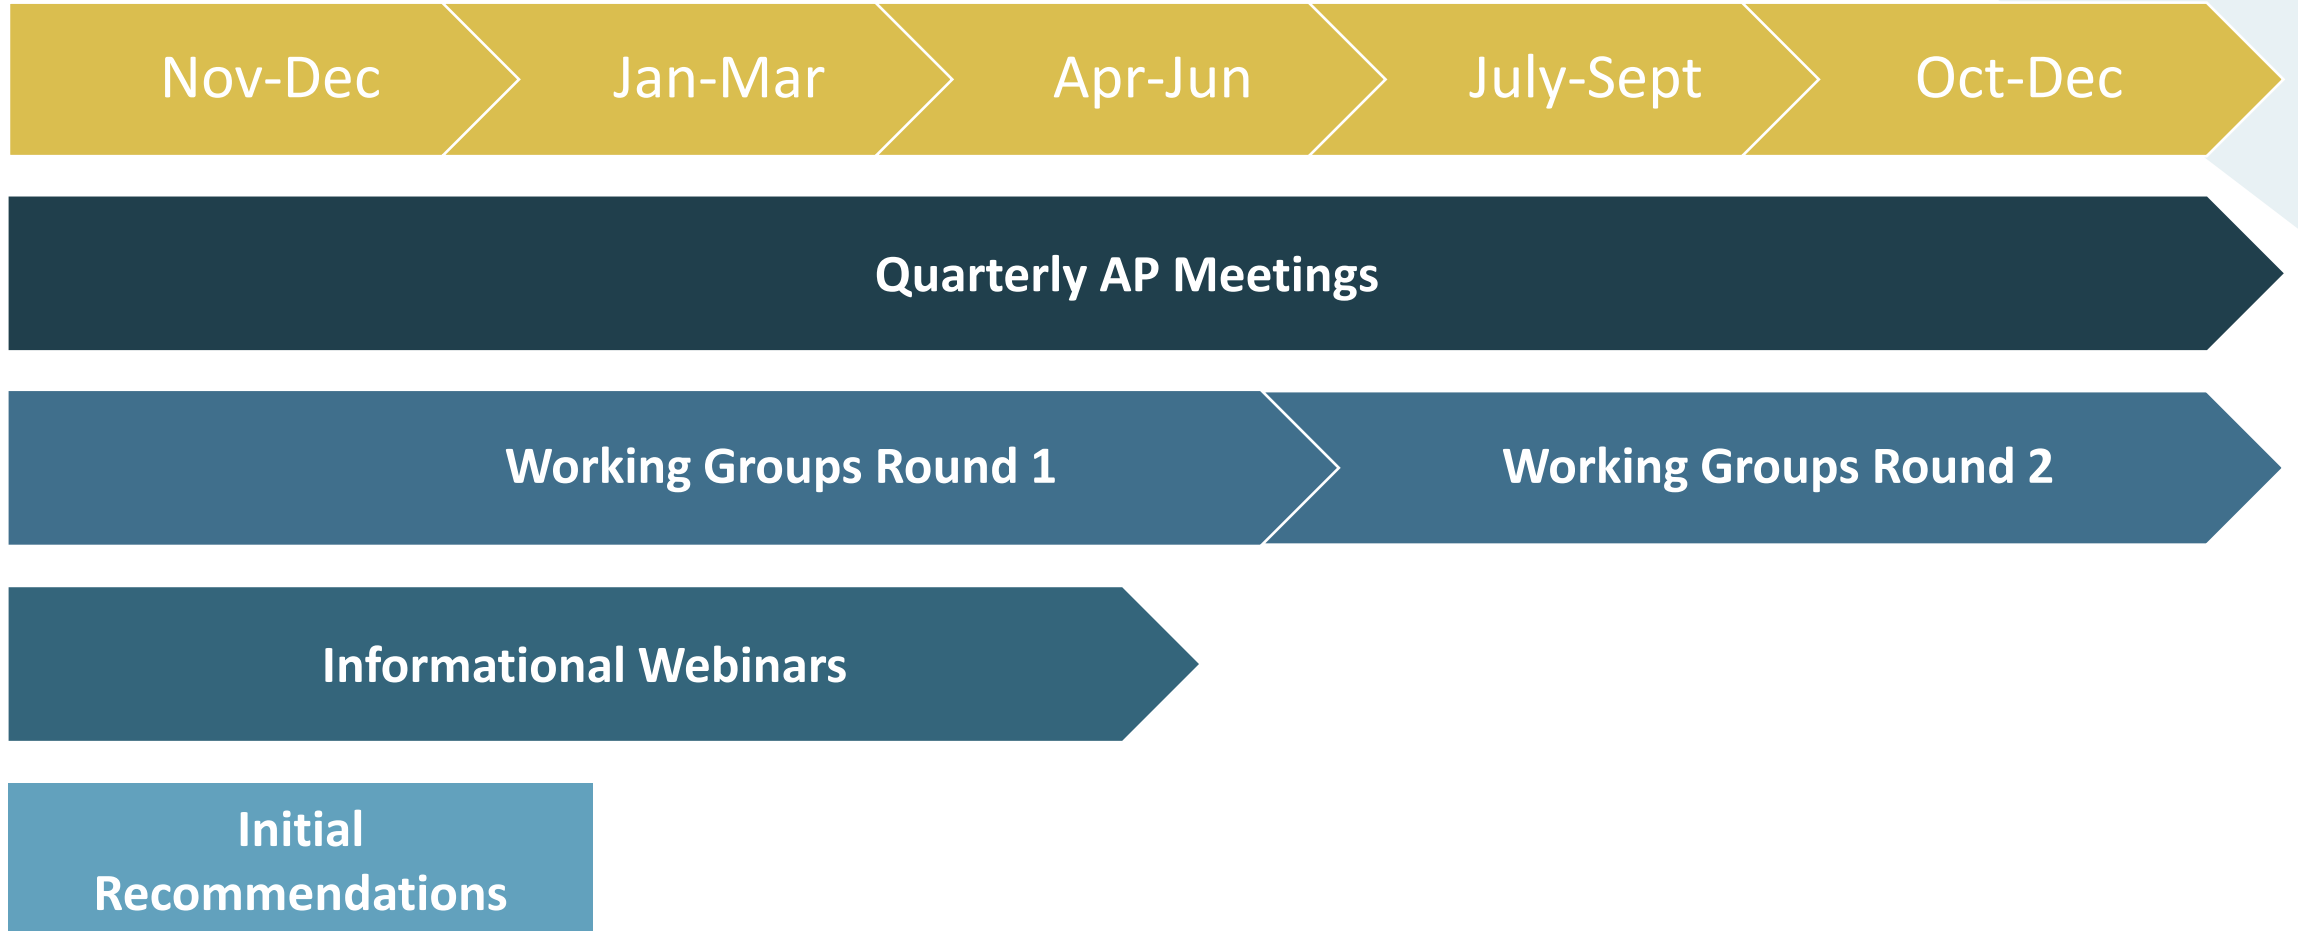 Nov-Dec
Jan-Mar
Apr-Jun
July-Sept
Oct-Dec
Quarterly AP Meetings
Working Groups Round 1
Working Groups Round 2
Informational Webinars
Initial
Recommendations